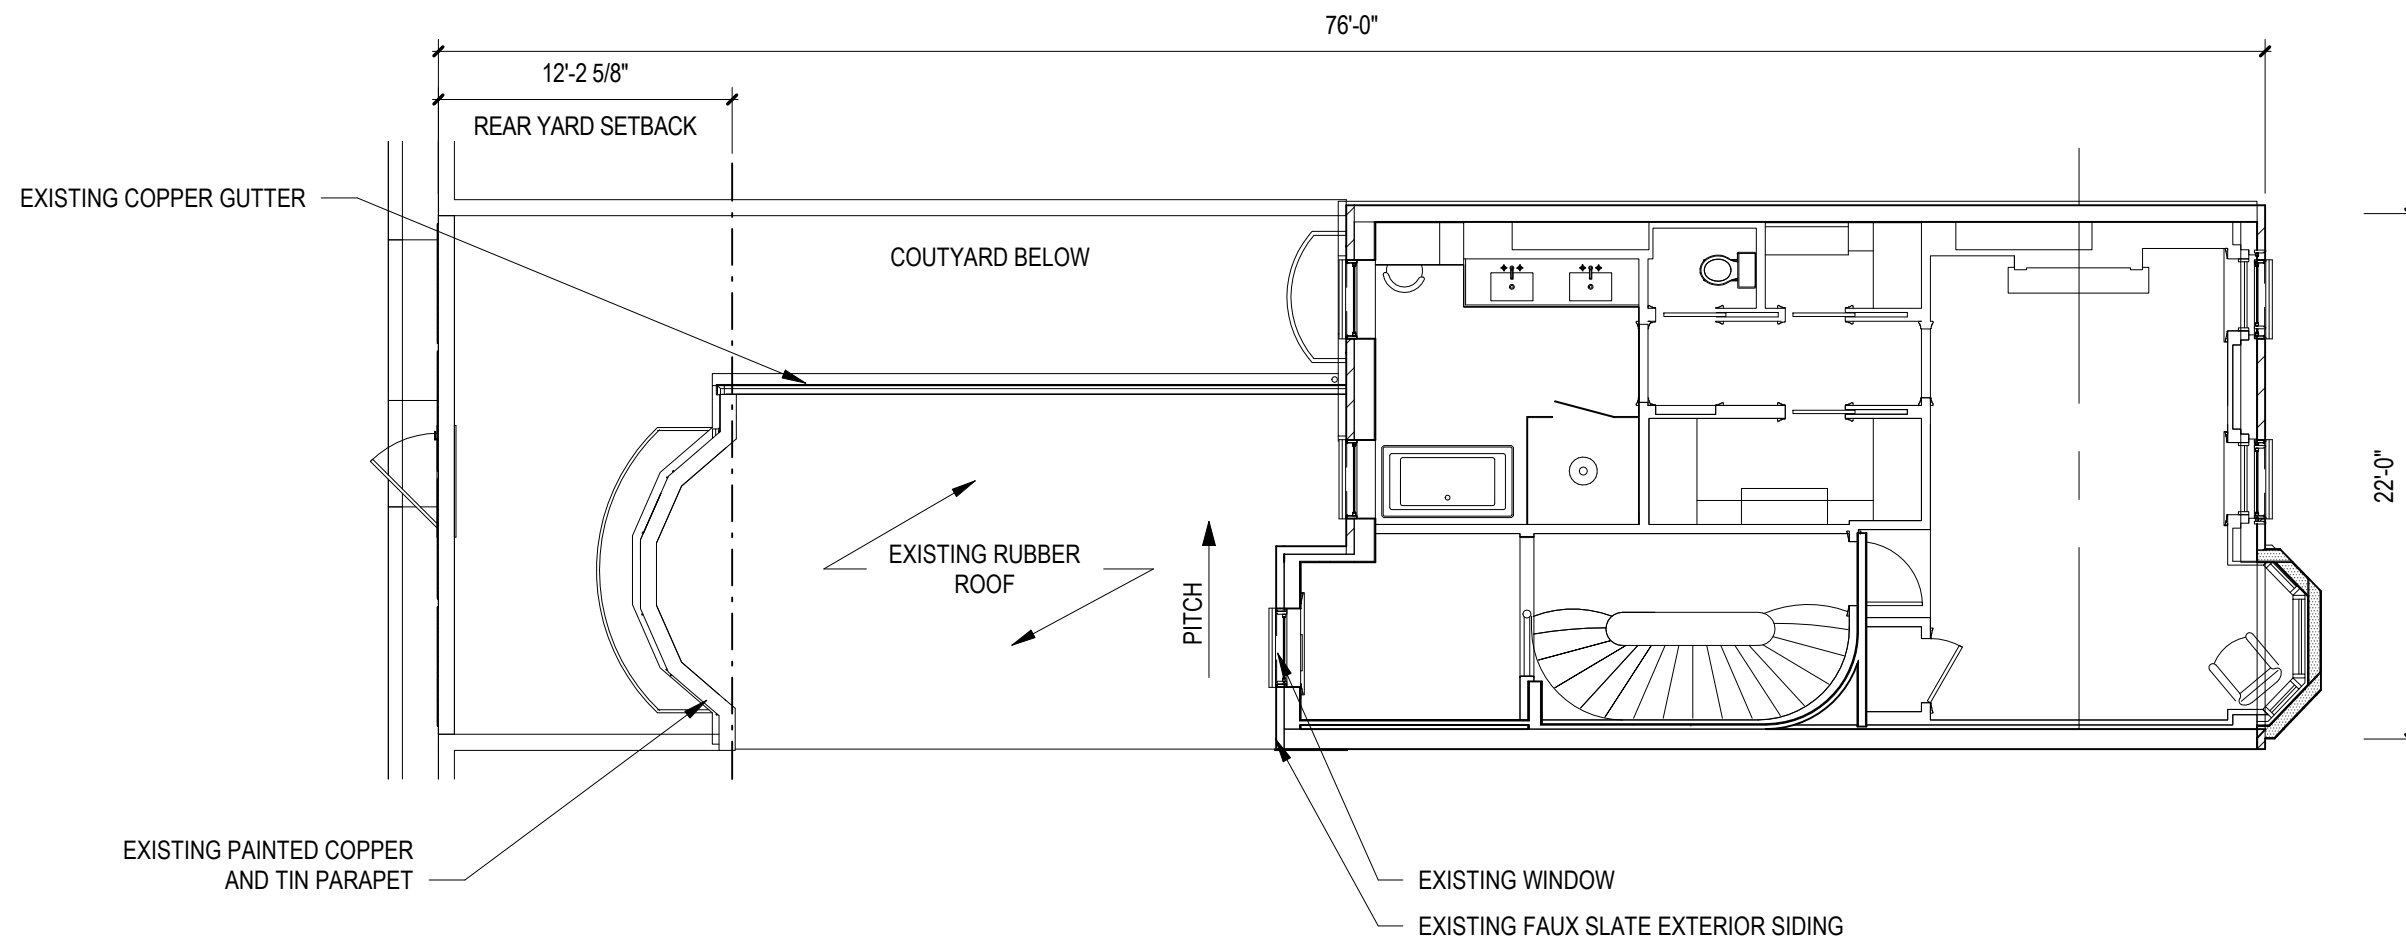 76'-0"
12'-2 5/8"
REAR YARD SETBACK
EXISTING COPPER GUTTER
COUTYARD BELOW
22'-0"
EXISTING RUBBER
ROOF
PITCH
EXISTING PAINTED COPPER
AND TIN PARAPET
EXISTING WINDOW
EXISTING FAUX SLATE EXTERIOR SIDING